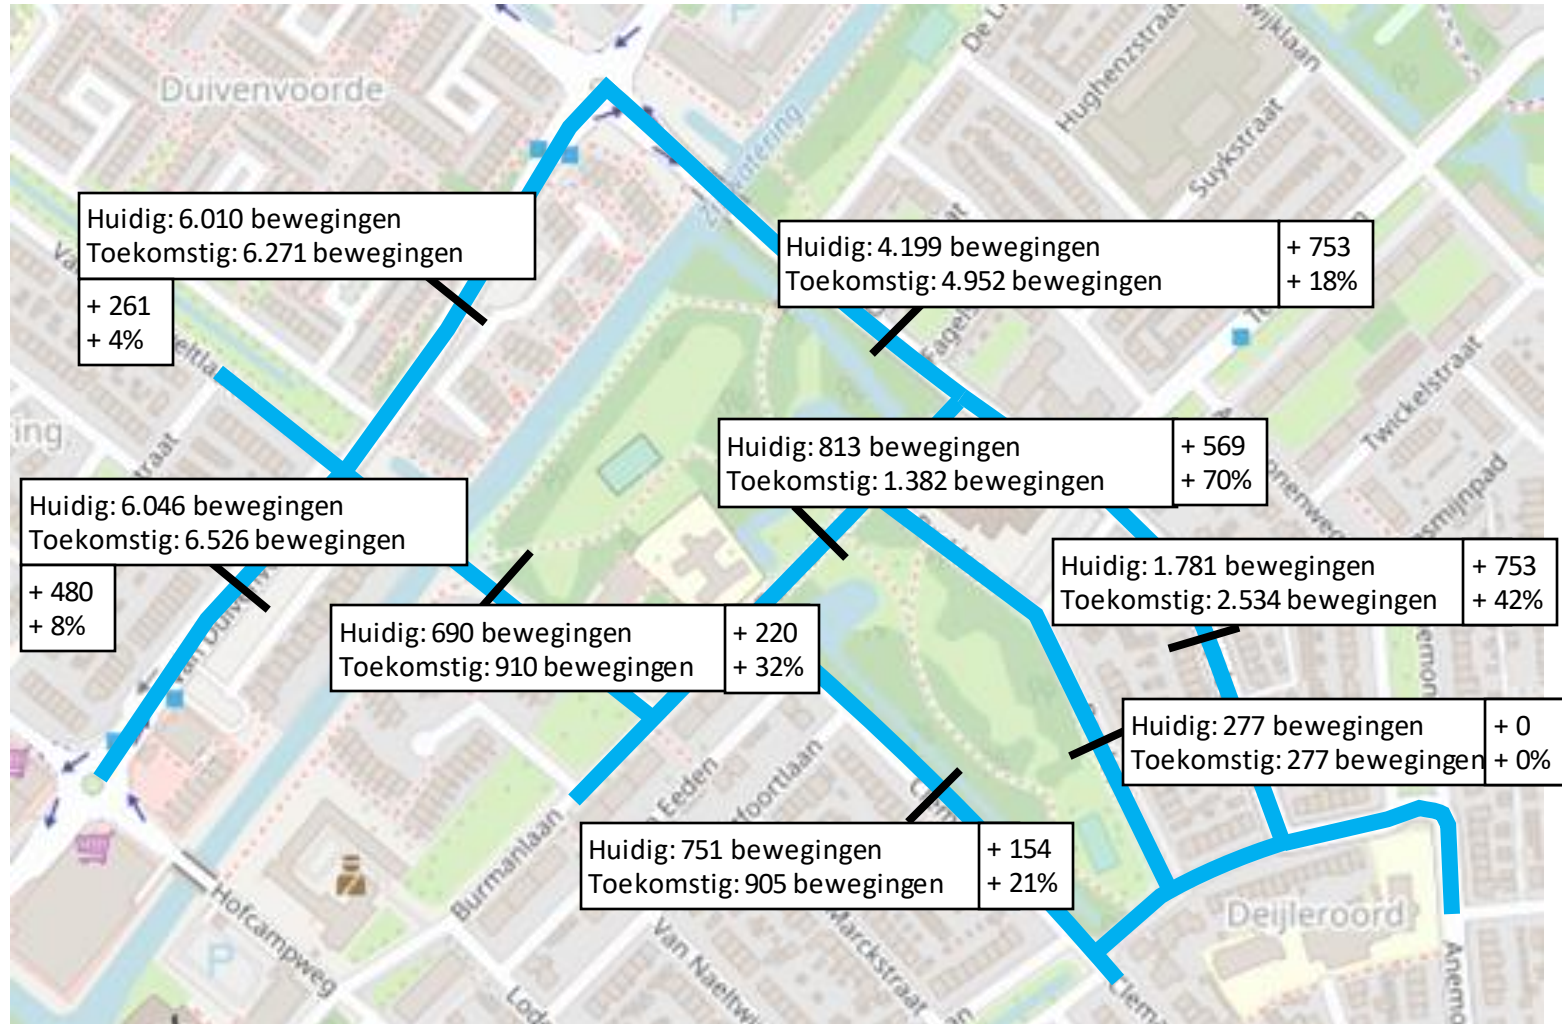 Duivenvoorde
Hughenzstraat
Suykstraat
Huidig: 6.010 bewegingen
Toekomstig: 6.271 bewegingen
+ 261
+ 4%
Huidig: 4.199 bewegingen
Toekomstig: 4.952 bewegingen
+ 753
+ 18%
Twickelstraat
ing
traat
Huidig: 813 bewegingen
Toekomstig: 1.382 bewegingen
+ 569
+ 70%
Huidig: 6.046 bewegingen
Toekomstig: 6.526 bewegingen
+ 480
+ 8%
Huidig: 1.781 bewegingen
Toekomstig: 2.534 bewegingen
+ 753
+ 42%
Huidig: 690 bewegingen
Toekomstig: 910 bewegingen
+ 220
+ 32%
Huidig: 277 bewegingen
Toekomstig: 277 bewegingen
+ 0
+ 0%
Huidig: 751 bewegingen
Toekomstig: 905 bewegingen
+ 154
+ 21%
Burmanlaan
Hofcampweg
P
Marckstraat
Deijleroord